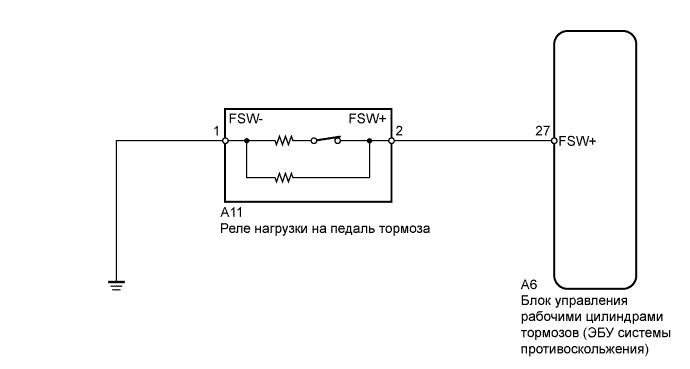 FSW- FSW+
1 2 27 FSW+
A11
Реле нагрузки на педаль тормоза
A6
Блок управления
рабочими цилиндрами
тормозов (ЭБУ системы
противоскольжения)